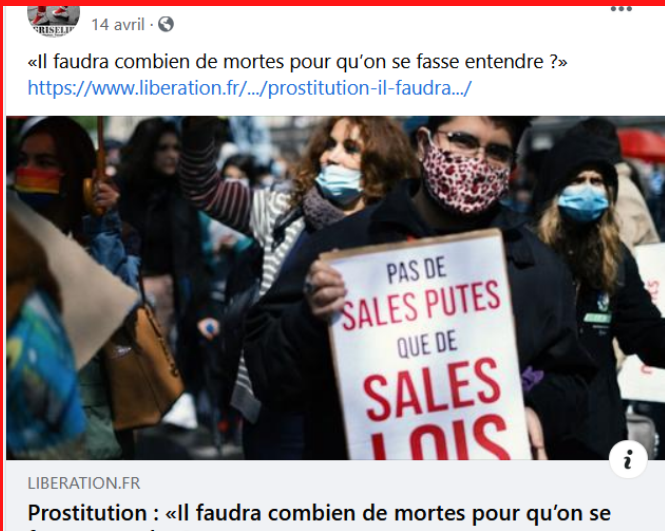 GRISELI
14 avril ·
«Il faudra combien de mortes pour qu'on se fasse entendre ?»
https://www.liberation.fr/.../prostitution-il-faudra.../
PAS DE
SALES PUTES
QUE DE
SALES
LOIS
i
LIBERATION.FR
Prostitution : «Il faudra combien de mortes pour qu'on se